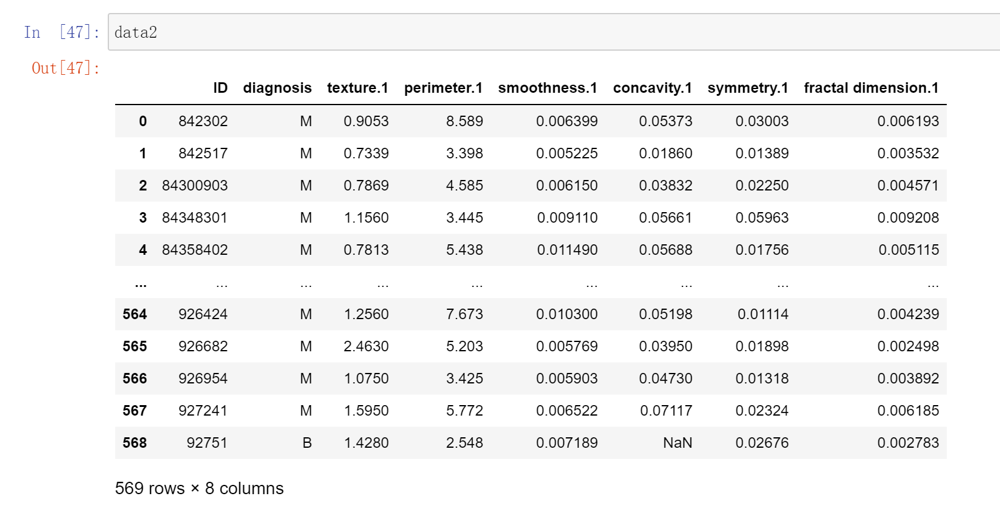 In [47]: data2
Out[47]:
ID diagnosis texture.1 perimeter.1 smoothness.1 concavity.1 symmetry.1 fractal dimension.1
0 842302 M 0.9053 8.589 0.006399 0.05373 0.03003 0.006193
1 842517 M 0.7339 3.398 0.005225 0.01860 0.01389 0.003532
2 84300903 M 0.7869 4.585 0.006150 0.03832 0.02250 0.004571
3 84348301 M 1.1560 3.445 0.009110 0.05661 0.05963 0.009208
4 84358402 M 0.7813 5.438 0.011490 0.05688 0.01756 0.005115
... ... ... ... ... ... ... ... ...
564 926424 M 1.2560 7.673 0.010300 0.05198 0.01114 0.004239
565 926682 M 2.4630 5.203 0.005769 0.03950 0.01898 0.002498
566 926954 M 1.0750 3.425 0.005903 0.04730 0.01318 0.003892
567 927241 M 1.5950 5.772 0.006522 0.07117 0.02324 0.006185
568 92751 B 1.4280 2.548 0.007189 NaN 0.02676 0.002783
569 rows × 8 columns